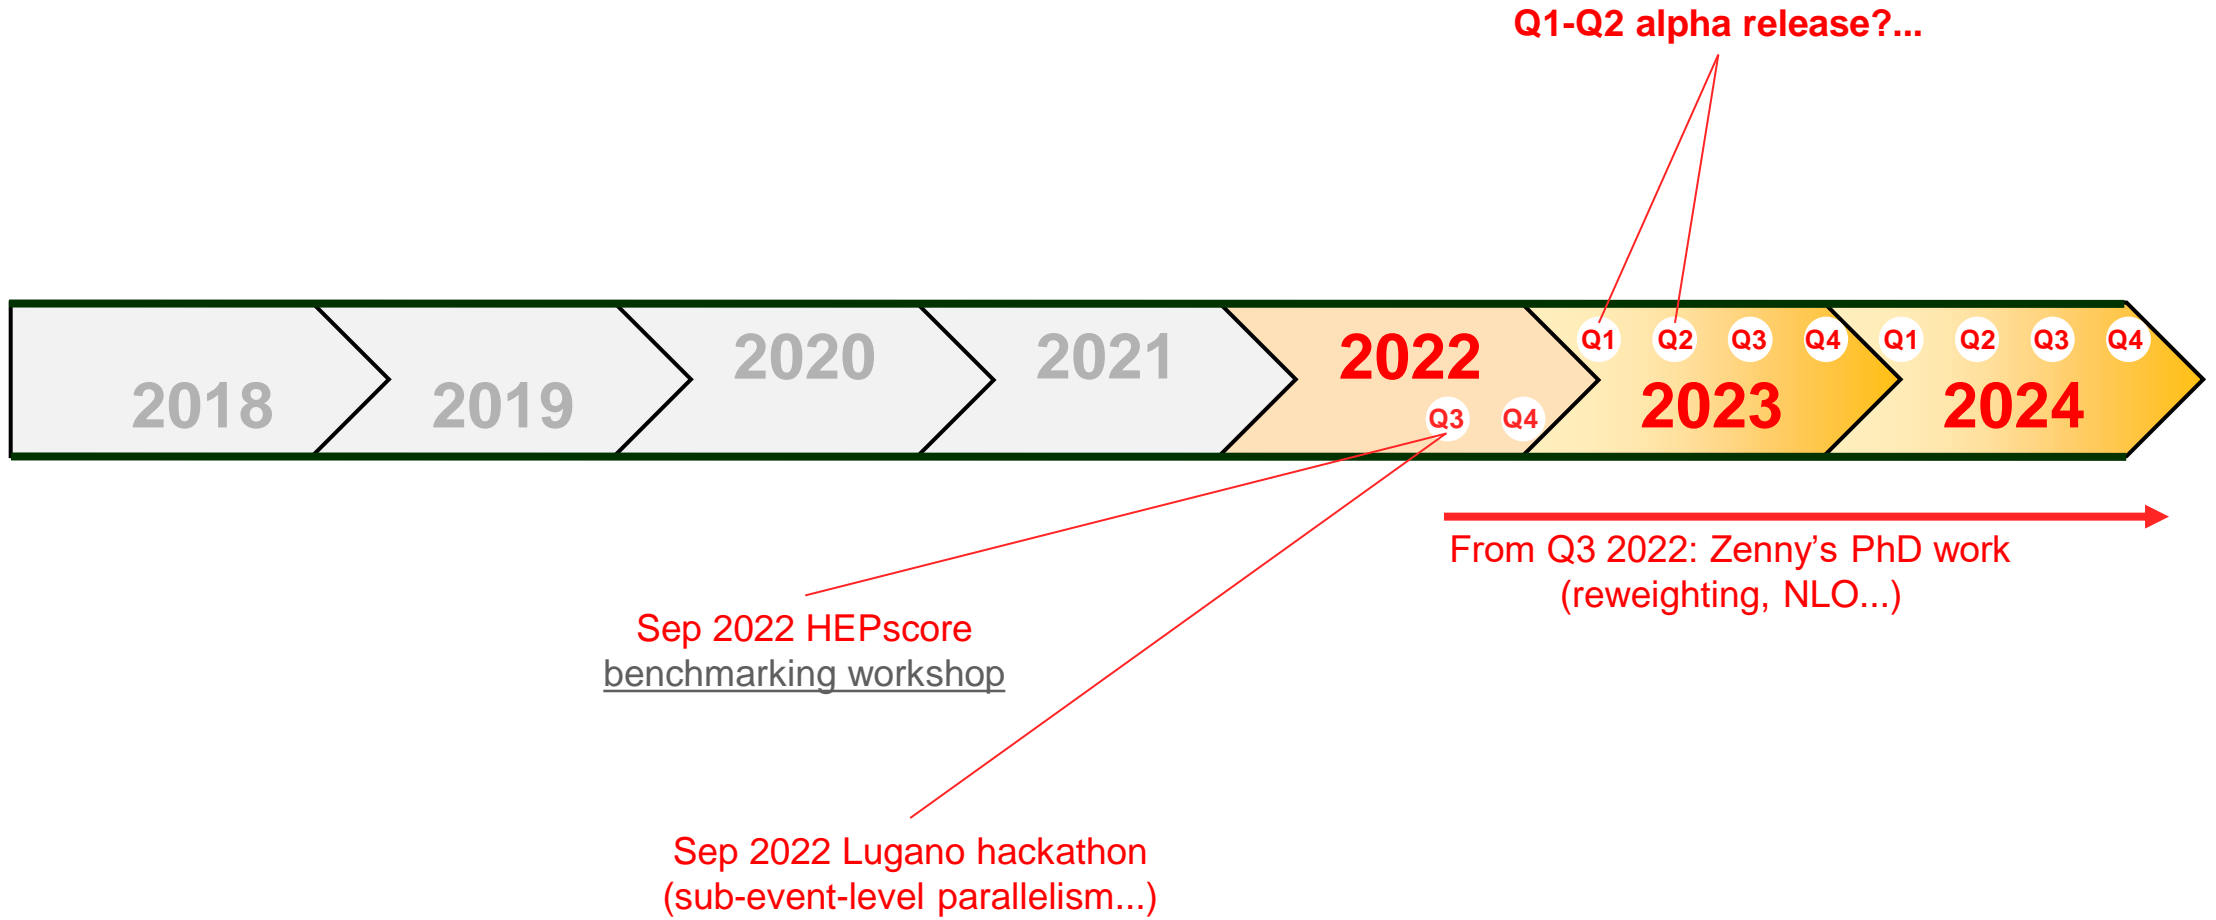 Q1-Q2 alpha release?...
2018
2019
2020
2021
2022
Q3 Q4
Q1 Q2 Q3 Q4
2023
Q1 Q2 Q3 Q4
2024
From Q3 2022: Zenny’s PhD work
(reweighting, NLO...)
Sep 2022 HEPscore
benchmarking workshop
Sep 2022 Lugano hackathon
(sub-event-level parallelism...)